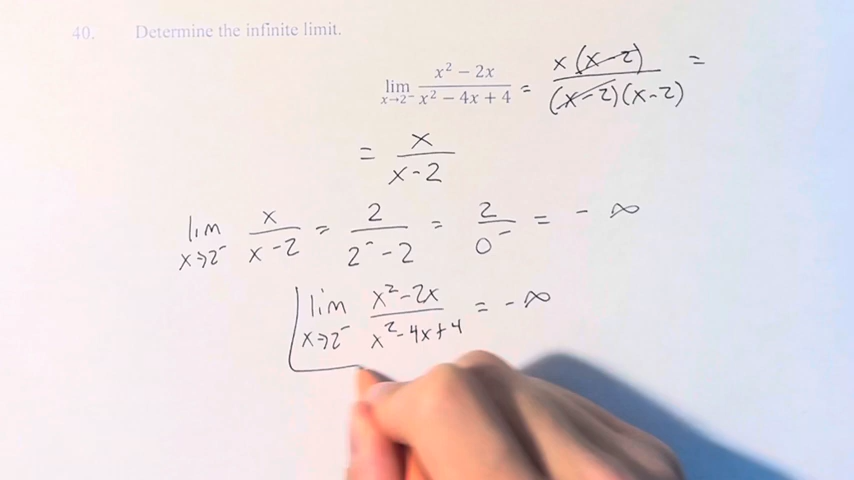 40. Determine the infinite limit.
lim x→2⁻ (x² − 2x)/(x² − 4x + 4) = x(x-2)/((x-2)(x-2)) =
= x/(x-2)
lim x→2⁻ x/(x-2) = 2/(2⁻-2) = 2/0⁻ = -∞
lim x→2⁻ (x²-2x)/(x²-4x+4) = -∞